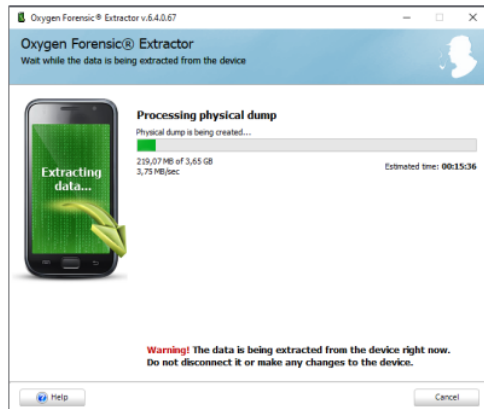 Oxygen Forensic® Extractor v.6.4.0.67
Oxygen Forensic® Extractor
Wait while the data is being extracted from the device
Extracting
data...
Processing physical dump
Physical dump is being created...
219,07 MB of 3,65 GB
Estimated time: 00:15:36
3,75 MB/sec
Warning! The data is being extracted from the device right now.
Do not disconnect it or make any changes to the device.
Help
Cancel